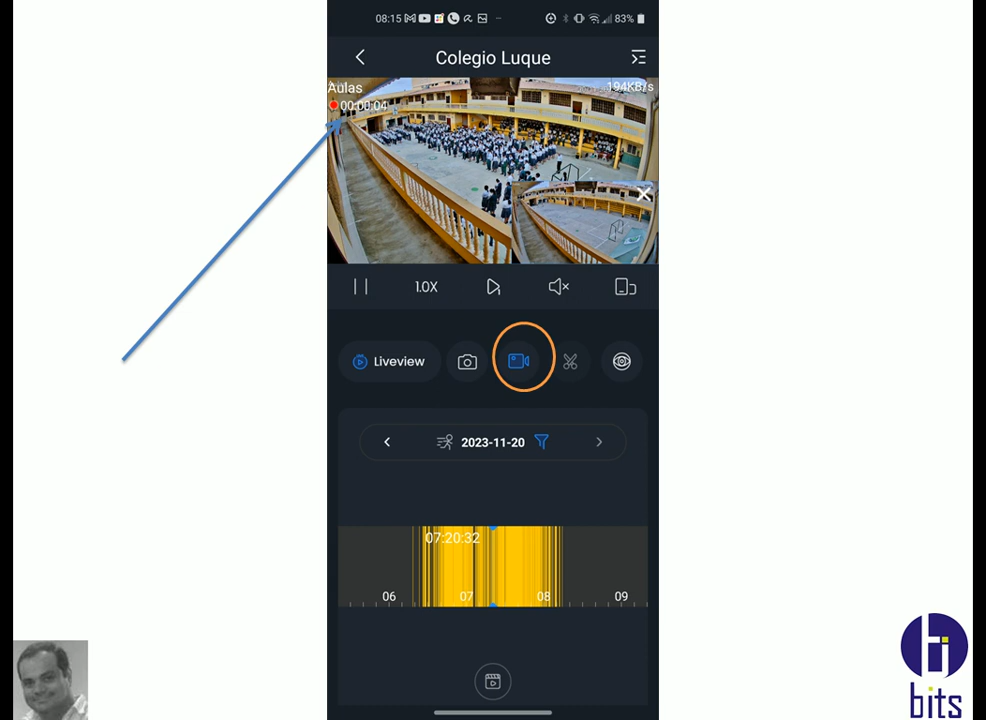 08:15 83%
Colegio Luque
Aulas 194KB/s
00:00:04
1.0X
Liveview
2023-11-20
07:20:32
06 07 08 09
bits